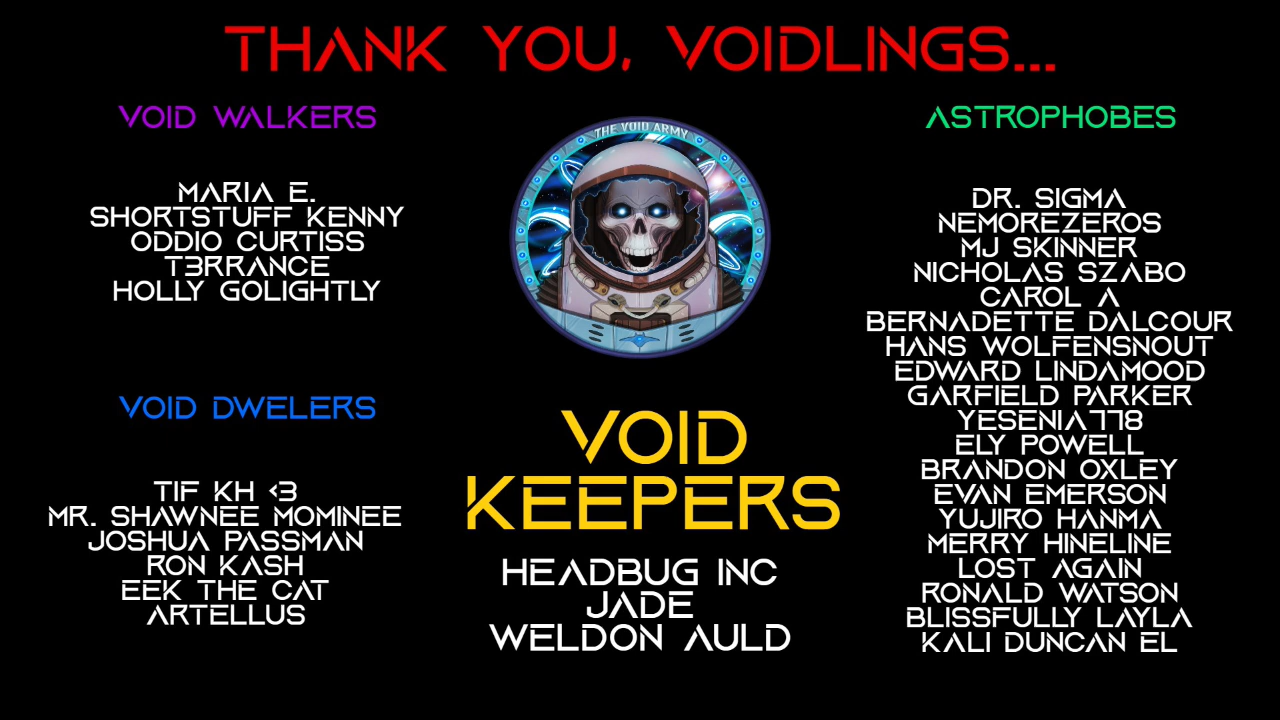 THANK YOU, VOIDLINGS...
VOID WALKERS
MARIA E.
SHORTSTUFF KENNY
ODDIO CURTISS
T3RRANCE
HOLLY GOLIGHTLY
VOID DWELERS
TIF KH <3
MR. SHAWNEE MOMINEE
JOSHUA PASSMAN
RON KASH
EEK THE CAT
ARTELLUS
THE VOID ARMY
VOID
KEEPERS
HEADBUG INC
JADE
WELDON AULD
ASTROPHOBES
DR. SIGMA
NEMOREZEROS
MJ SKINNER
NICHOLAS SZABO
CAROL A
BERNADETTE DALCOUR
HANS WOLFENSNOUT
EDWARD LINDAMOOD
GARFIELD PARKER
YESENIA778
ELY POWELL
BRANDON OXLEY
EVAN EMERSON
YUJIRO HANMA
MERRY HINELINE
LOST AGAIN
RONALD WATSON
BLISSFULLY LAYLA
KALI DUNCAN EL